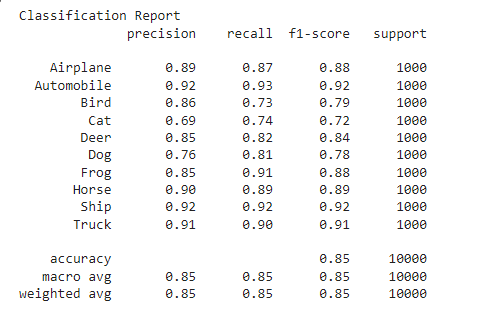 Classification Report
precision recall f1-score support
Airplane 0.89 0.87 0.88 1000
Automobile 0.92 0.93 0.92 1000
Bird 0.86 0.73 0.79 1000
Cat 0.69 0.74 0.72 1000
Deer 0.85 0.82 0.84 1000
Dog 0.76 0.81 0.78 1000
Frog 0.85 0.91 0.88 1000
Horse 0.90 0.89 0.89 1000
Ship 0.92 0.92 0.92 1000
Truck 0.91 0.90 0.91 1000
accuracy 0.85 10000
macro avg 0.85 0.85 0.85 10000
weighted avg 0.85 0.85 0.85 10000